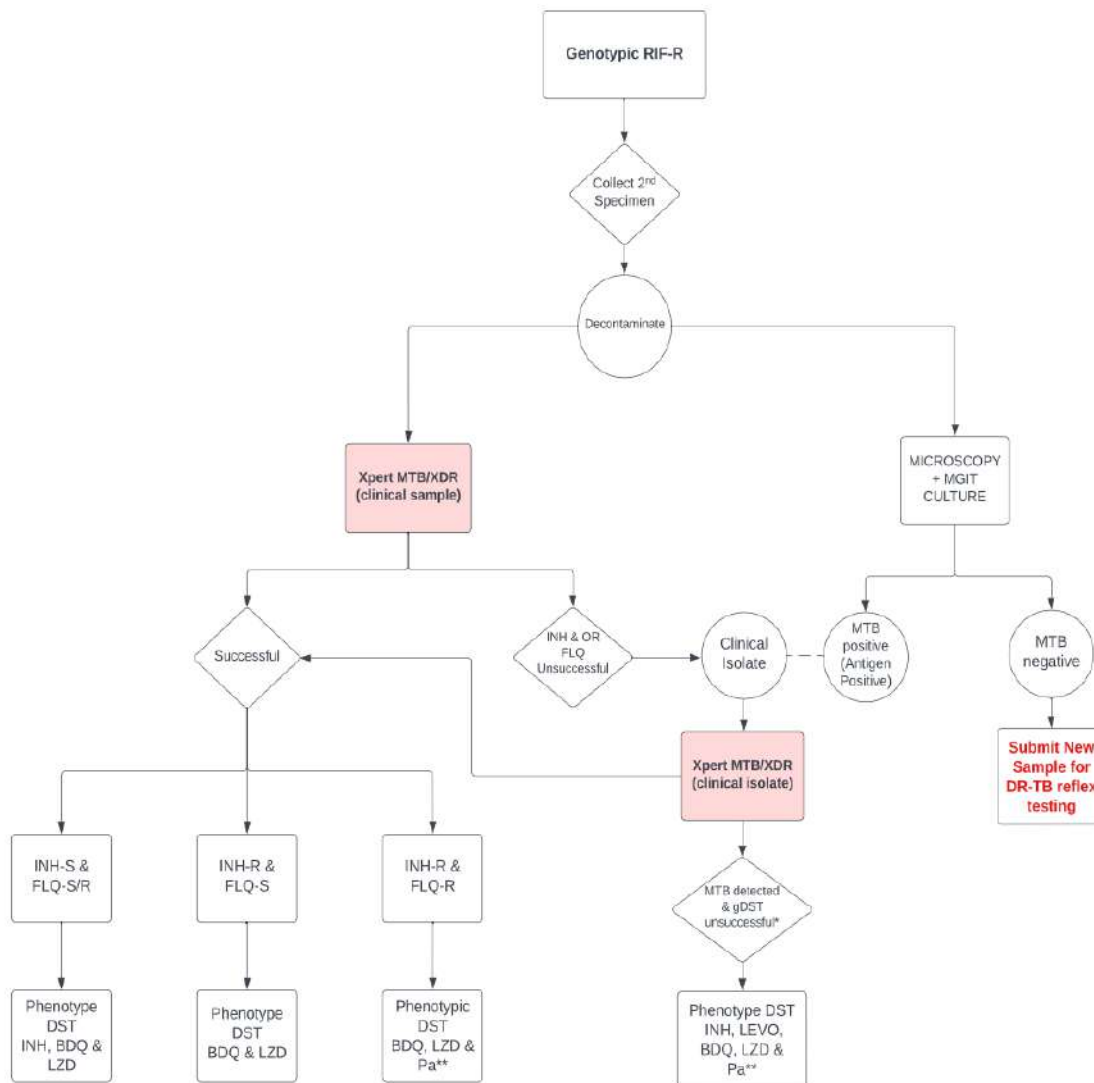 Genotypic RIF-R
Collect 2nd
Specimen
Decontaminate
Xpert MTB/XDR
(clinical sample)
MICROSCOPY
+ MGIT
CULTURE
Successful
INH & OR
FLQ
Unsuccessful
Clinical
Isolate
MTB
positive
(Antigen
Positive)
MTB
negative
Xpert MTB/XDR
(clinical isolate)
Submit New
Sample for
DR-TB reflex
testing
INH-S &
FLQ-S/R
INH-R &
FLQ-S
INH-R &
FLQ-R
MTB detected
& gDST
unsuccessful*
Phenotype
DST
INH, BDQ &
LZD
Phenotype
DST
BDQ & LZD
Phenotypic
DST
BDQ, LZD &
Pa**
Phenotype DST
INH, LEVO,
BDQ, LZD &
Pa**